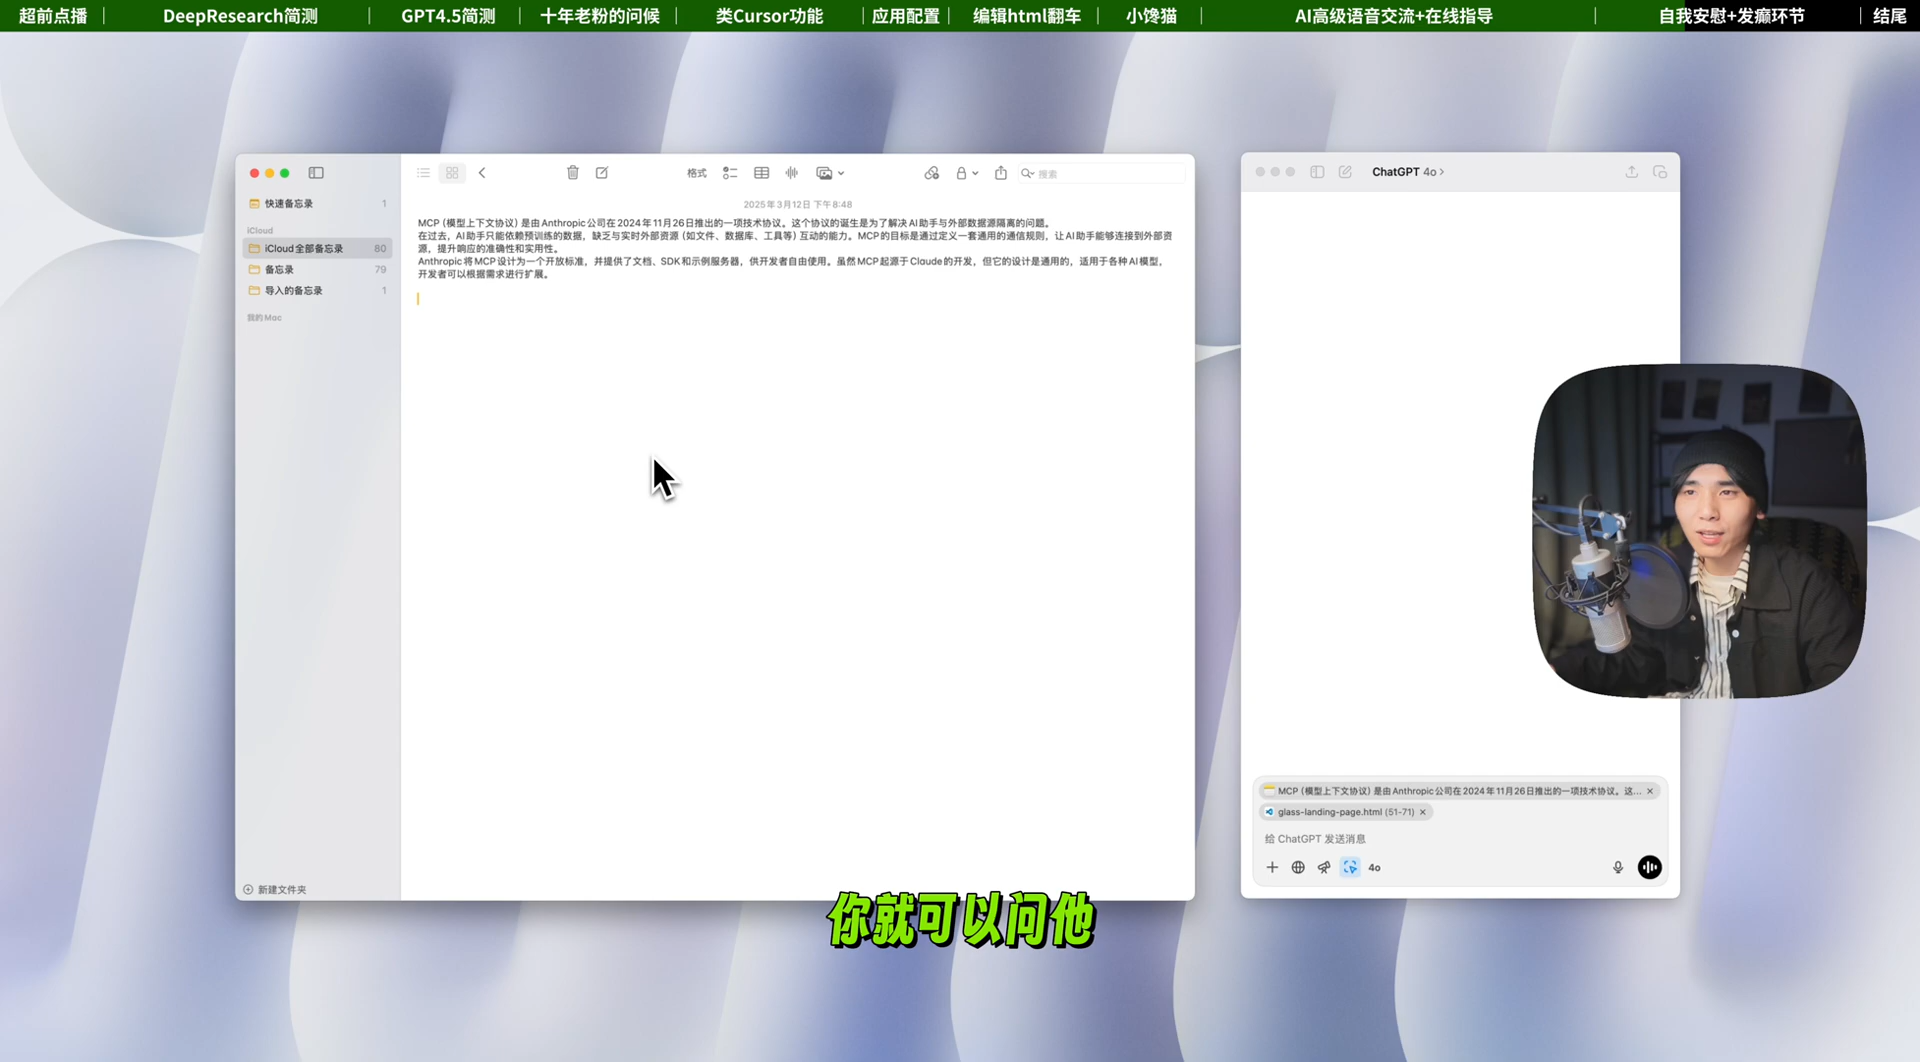 超前点播
DeepResearch简测
GPT4.5简测
十年老粉的问候
类Cursor功能
应用配置
编辑html翻车
小馋猫
AI高级语音交流+在线指导
自我安慰+发癫环节
结尾
快速备忘录 1
iCloud
iCloud全部备忘录 80
备忘录 79
导入的备忘录 1
我的Mac
新建文件夹
格式
搜索
2025年3月12日 下午8:48
MCP (模型上下文协议) 是由Anthropic公司在2024年11月26日推出的一项技术协议。这个协议的诞生是为了解决AI助手与外部数据源隔离的问题。
在过去，AI助手只能依赖预训练的数据，缺乏与实时外部资源 (如文件、数据库、工具等) 互动的能力。MCP的目标是通过定义一套通用的通信规则，让AI助手能够连接到外部资
源，提升响应的准确性和实用性。
Anthropic将MCP设计为一个开放标准，并提供了文档、SDK和示例服务器，供开发者自由使用。虽然MCP起源于Claude的开发，但它的设计是通用的，适用于各种AI模型，
开发者可以根据需求进行扩展。
ChatGPT 4o >
MCP (模型上下文协议) 是由Anthropic公司在2024年11月26日推出的一项技术协议。这...
glass-landing-page.html (51-71)
给 ChatGPT 发送消息
4o
你就可以问他